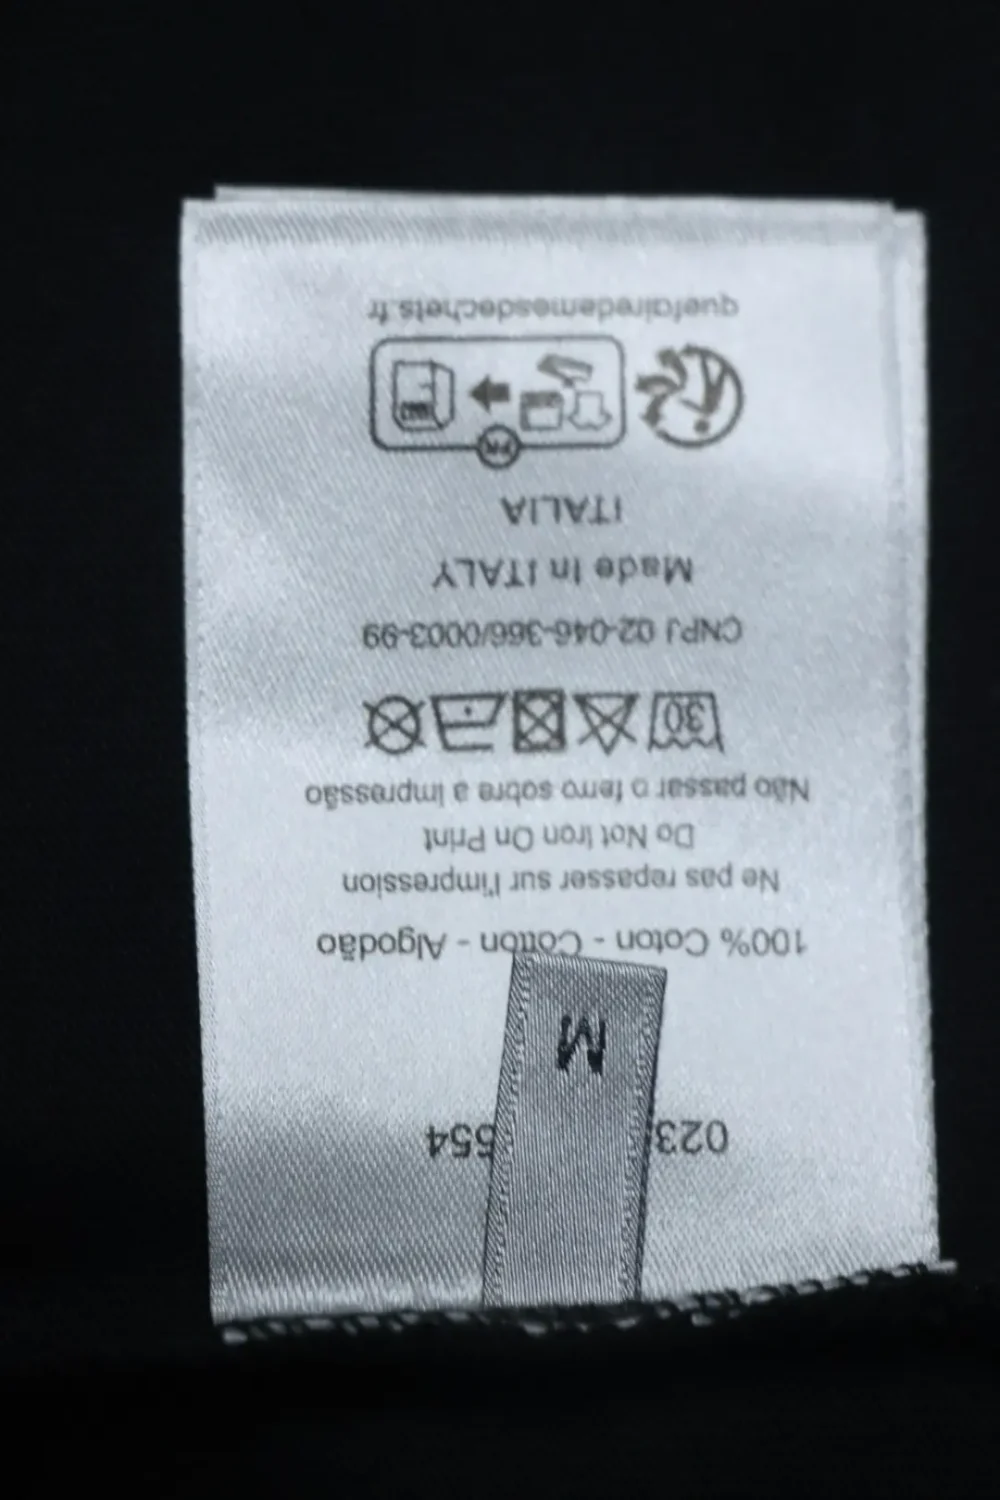 023 554
M
100% Coton - Cotton - Algodão
Ne pas repasser sur l'impression
Do Not Iron On Print
Não passar o ferro sobre a impressão
30
CNPJ 02-046-366/0003-99
Made In ITALY
ITALIA
FR
quefairedemesdechets.fr